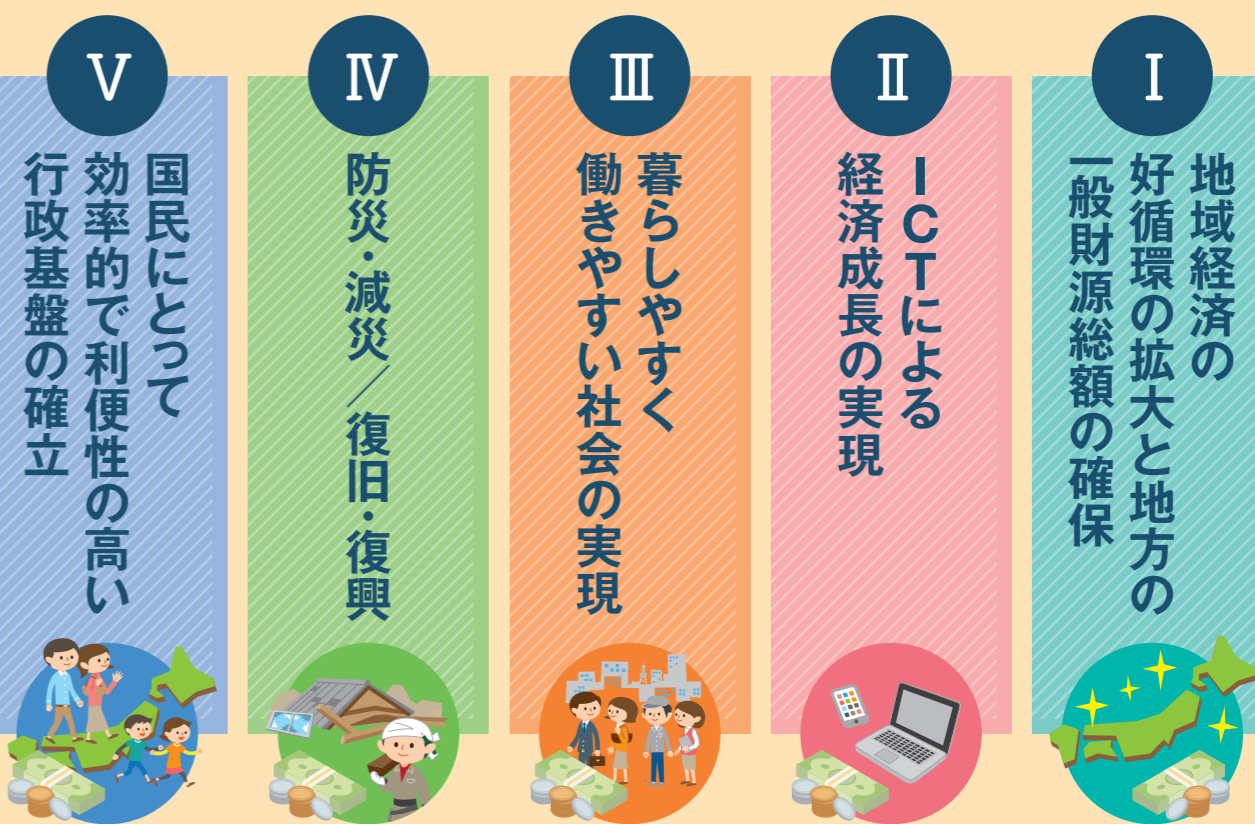 Ⅰ
地域経済の
好循環の拡大と地方の
一般財源総額の確保
Ⅱ
ICTによる
経済成長の実現
Ⅲ
暮らしやすく
働きやすい社会の実現
Ⅳ
防災・減災／復旧・復興
Ⅴ
国民にとって
効率的で利便性の高い
行政基盤の確立